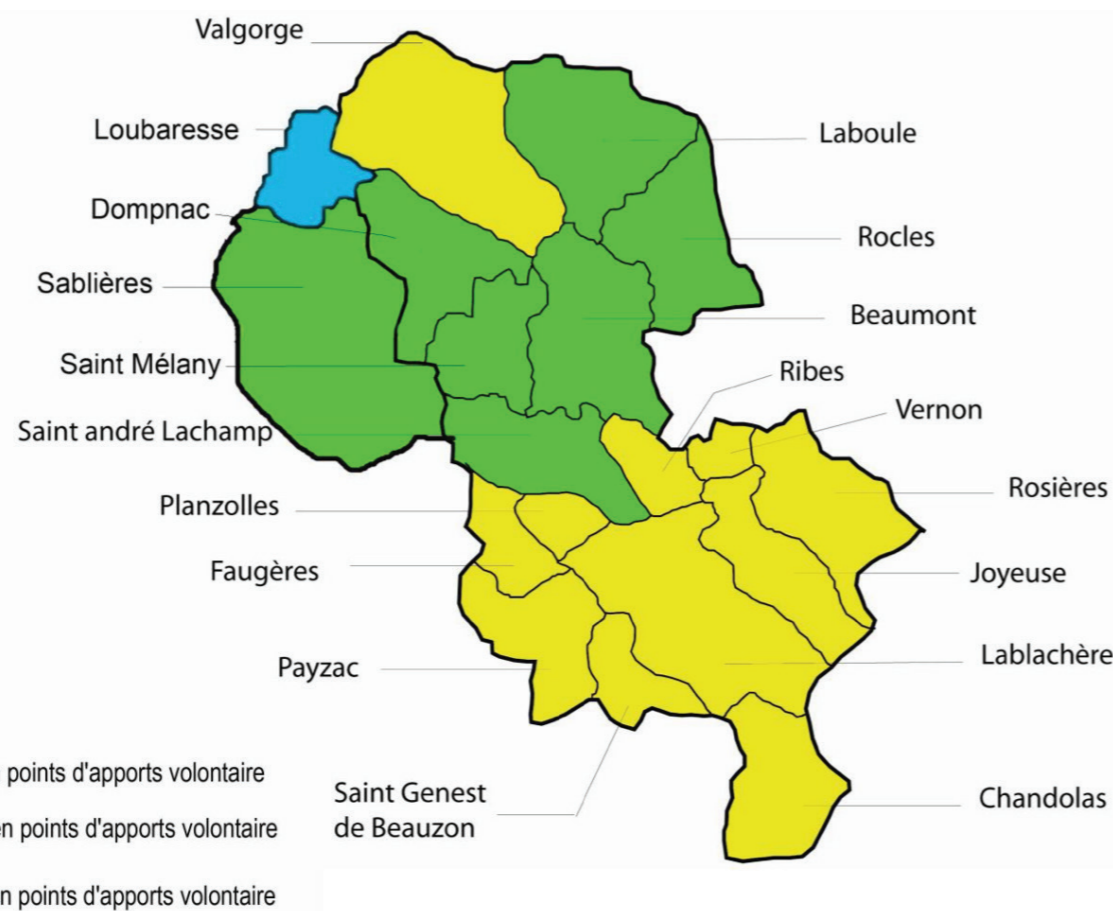 Valgorge
Loubaresse
Laboule
Dompnac
Rocles
Sablières
Beaumont
Saint Mélany
Ribes
Vernon
Saint andré Lachamp
Rosières
Planzolles
Faugères
Joyeuse
Lablachère
Payzac
points d'apports volontaire
Saint Genest
de Beauzon
Chandolas
en points d'apports volontaire
points d'apports volontaire